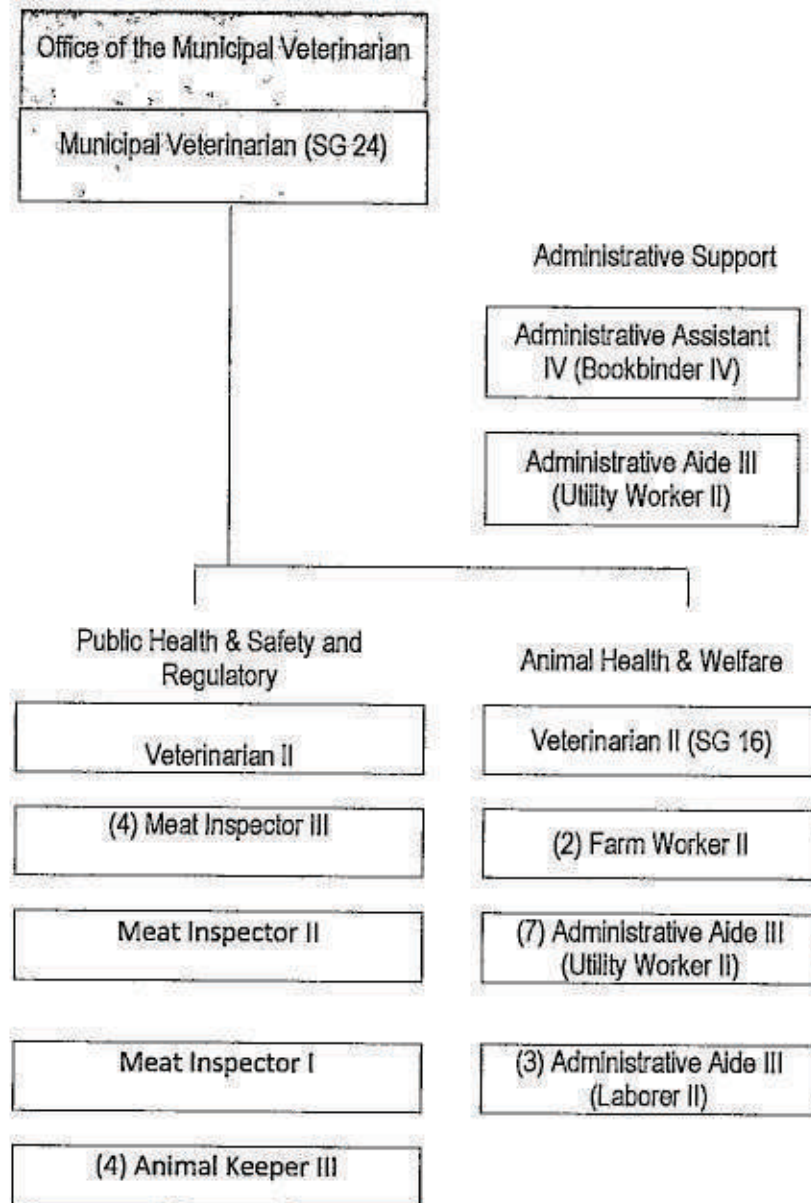 Office of the Municipal Veterinarian
Municipal Veterinarian (SG 24)
Administrative Support
Administrative Assistant
IV (Bookbinder IV)
Administrative Aide III
(Utility Worker II)
Public Health & Safety and
Regulatory
Veterinarian II
(4) Meat Inspector III
Meat Inspector II
Meat Inspector I
(4) Animal Keeper III
Animal Health & Welfare
Veterinarian II (SG 16)
(2) Farm Worker II
(7) Administrative Aide III
(Utility Worker II)
(3) Administrative Aide III
(Laborer II)